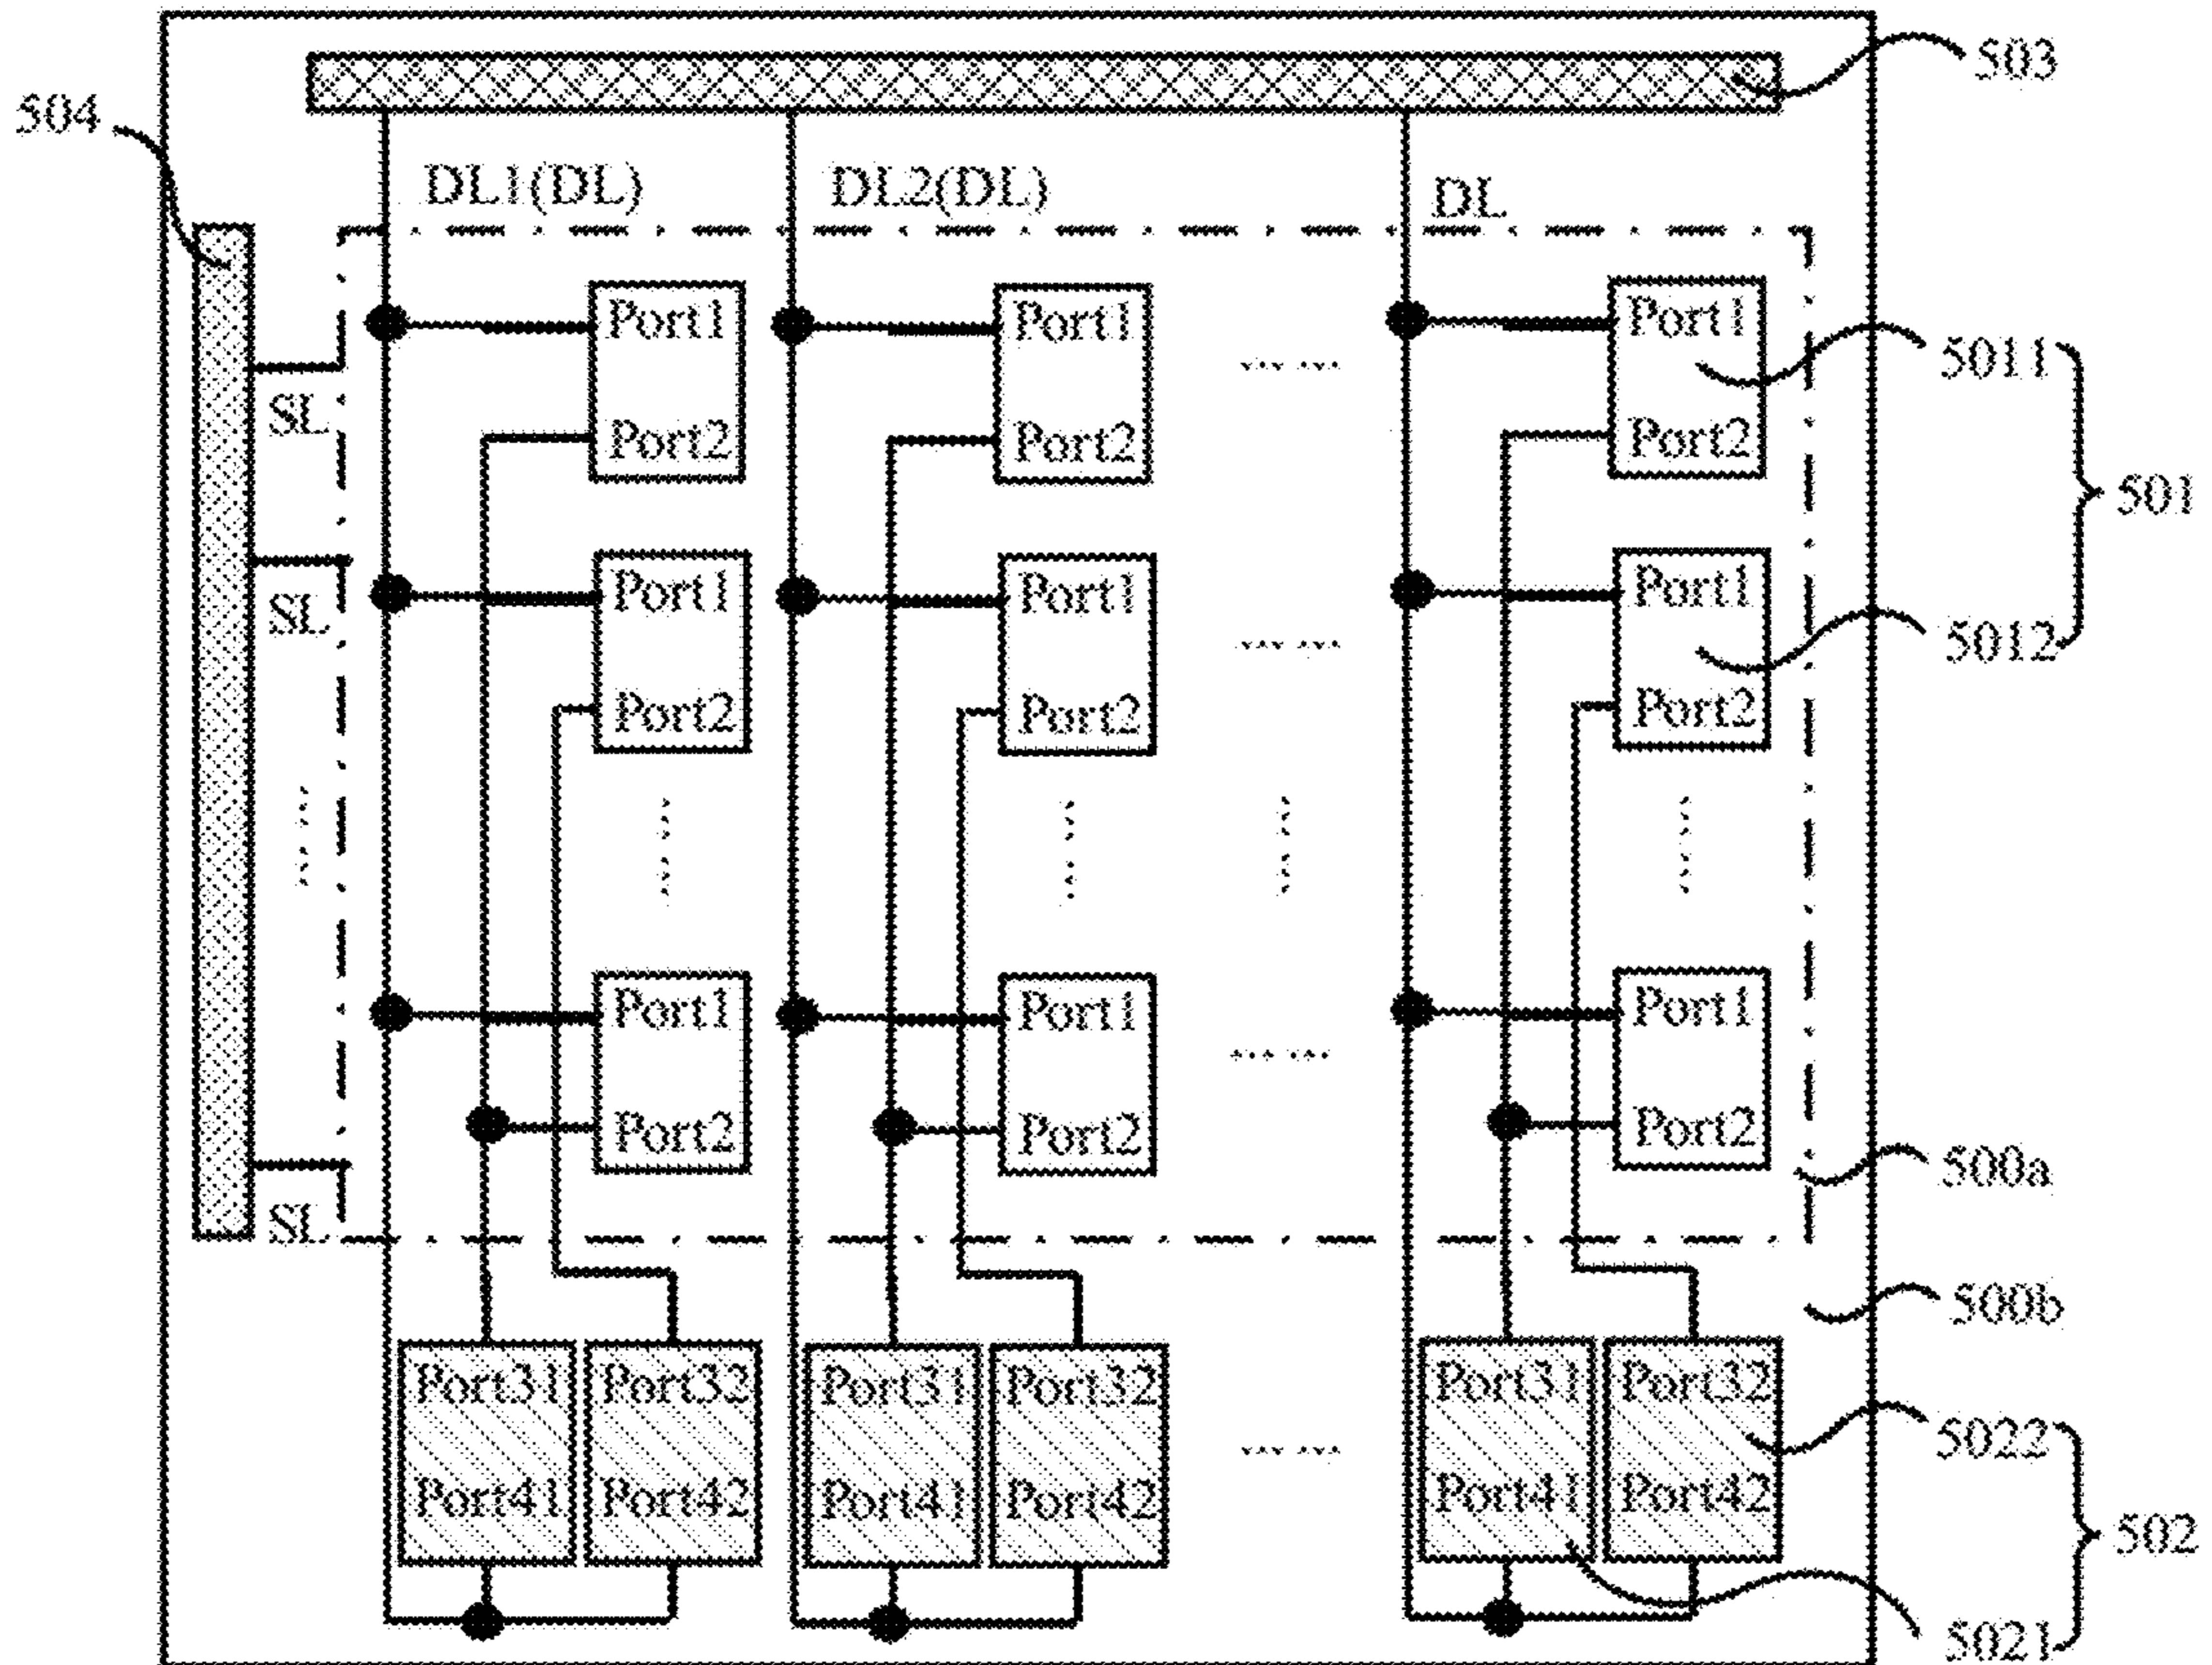 503
504
DL1(DL) DL2(DL) DL
Port1 Port1 Port1
...... 5011
SL
Port2 Port2 Port2
501
Port1 Port1 Port1
SL
...... 5012
Port2 Port2 Port2
Port1 Port1 Port1
......
Port2 Port2 Port2
500a
SL
500b
Port31 Port32 Port31 Port32 Port31 Port32
...... 5022
Port41 Port42 Port41 Port42 Port41 Port42
502
5021